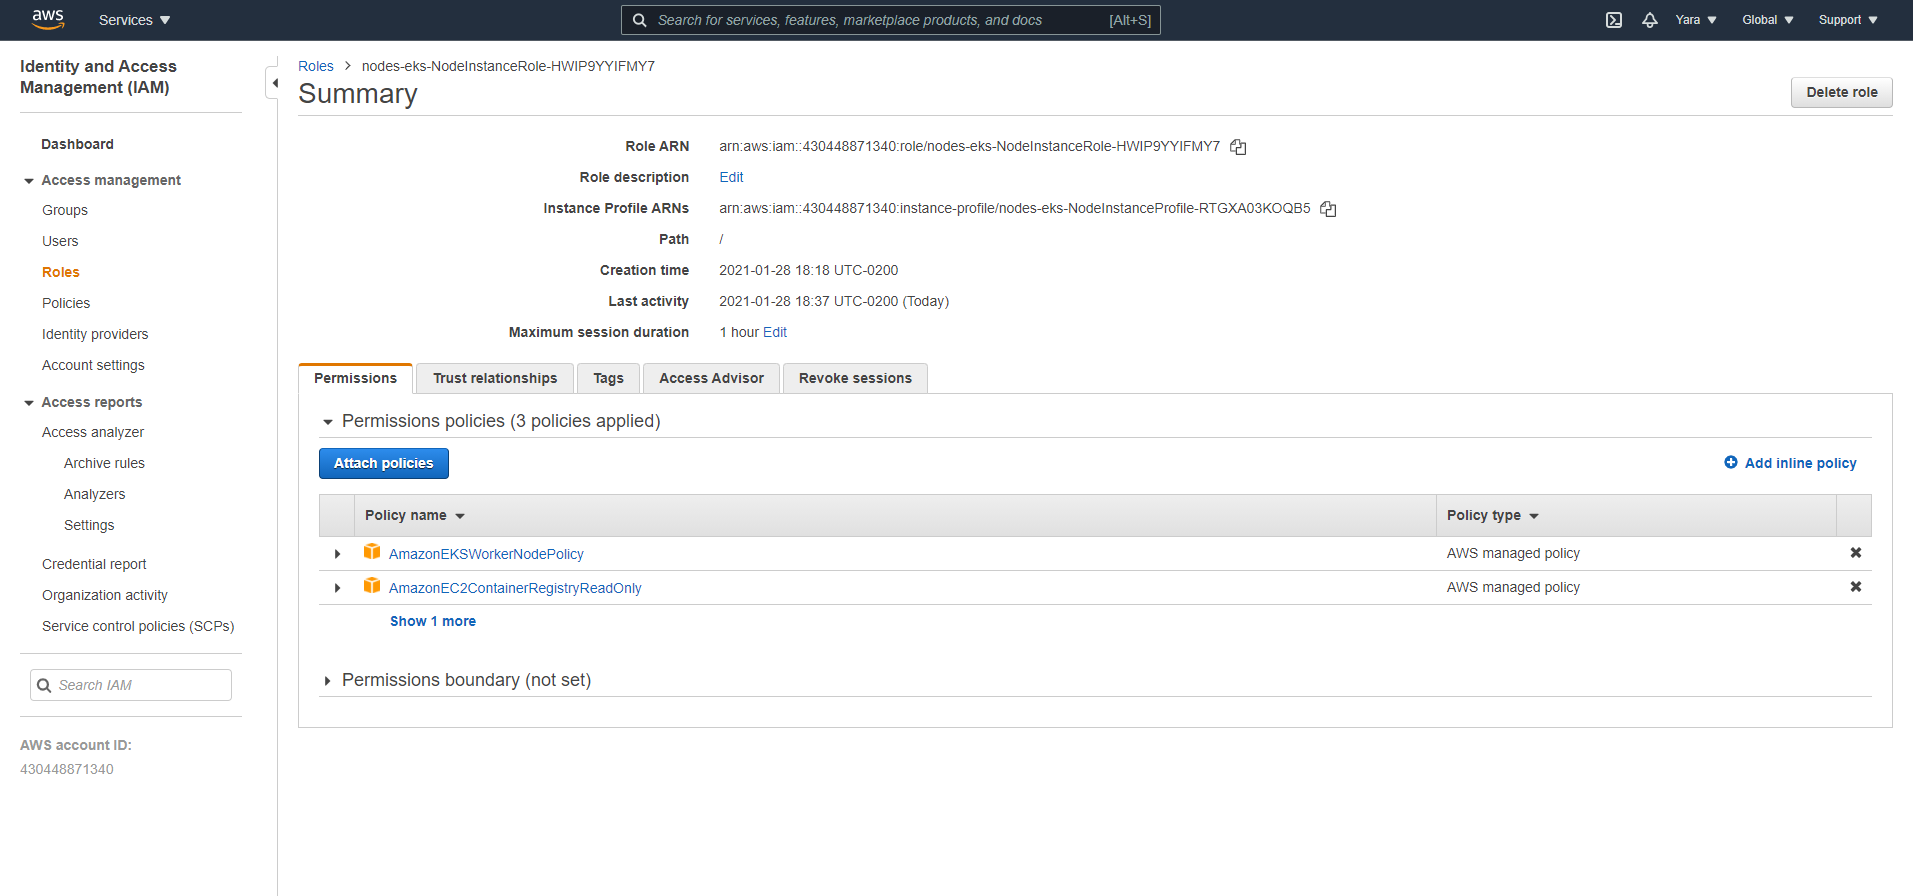 aws Services Search for services, features, marketplace products, and docs [Alt+S] Yara Global Support
Identity and Access
Management (IAM)
Dashboard
Access management
Groups
Users
Roles
Policies
Identity providers
Account settings
Access reports
Access analyzer
Archive rules
Analyzers
Settings
Credential report
Organization activity
Service control policies (SCPs)
Search IAM
AWS account ID:
430448871340
Roles > nodes-eks-NodeInstanceRole-HWIP9YYIFMY7
Summary
Delete role
Role ARN arn:aws:iam::430448871340:role/nodes-eks-NodeInstanceRole-HWIP9YYIFMY7
Role description Edit
Instance Profile ARNs arn:aws:iam::430448871340:instance-profile/nodes-eks-NodeInstanceProfile-RTGXA03KOQB5
Path /
Creation time 2021-01-28 18:18 UTC-0200
Last activity 2021-01-28 18:37 UTC-0200 (Today)
Maximum session duration 1 hour Edit
Permissions Trust relationships Tags Access Advisor Revoke sessions
Permissions policies (3 policies applied)
Attach policies Add inline policy
Policy name Policy type
AmazonEKSWorkerNodePolicy AWS managed policy
AmazonEC2ContainerRegistryReadOnly AWS managed policy
Show 1 more
Permissions boundary (not set)